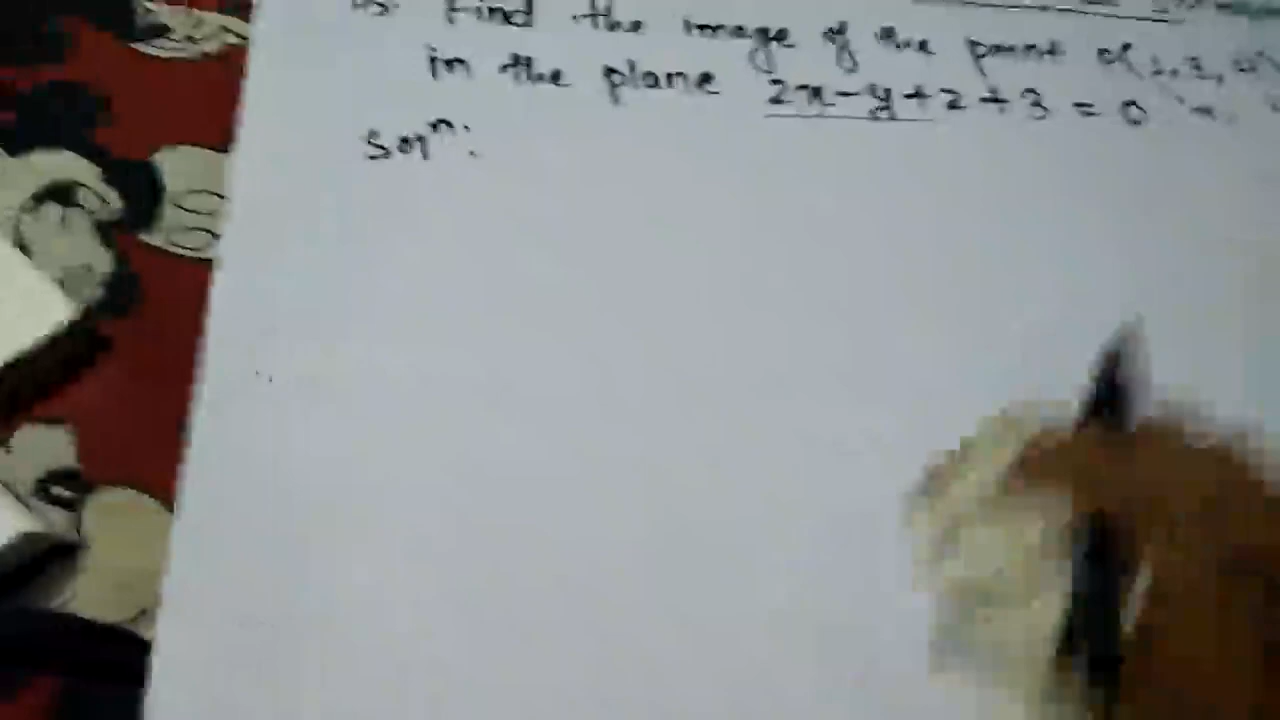 Find the image of the point
in the plane 2x-y+z+3=0
Solⁿ: